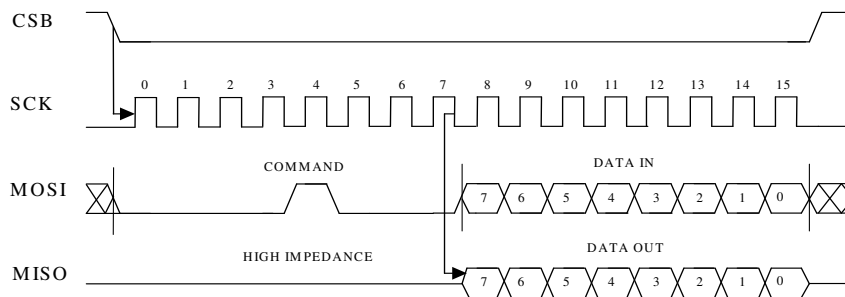 CSB
0 1 2 3 4 5 6 7 8 9 10 11 12 13 14 15
SCK
COMMAND DATA IN
MOSI 7 6 5 4 3 2 1 0
HIGH IMPEDANCE DATA OUT
MISO 7 6 5 4 3 2 1 0